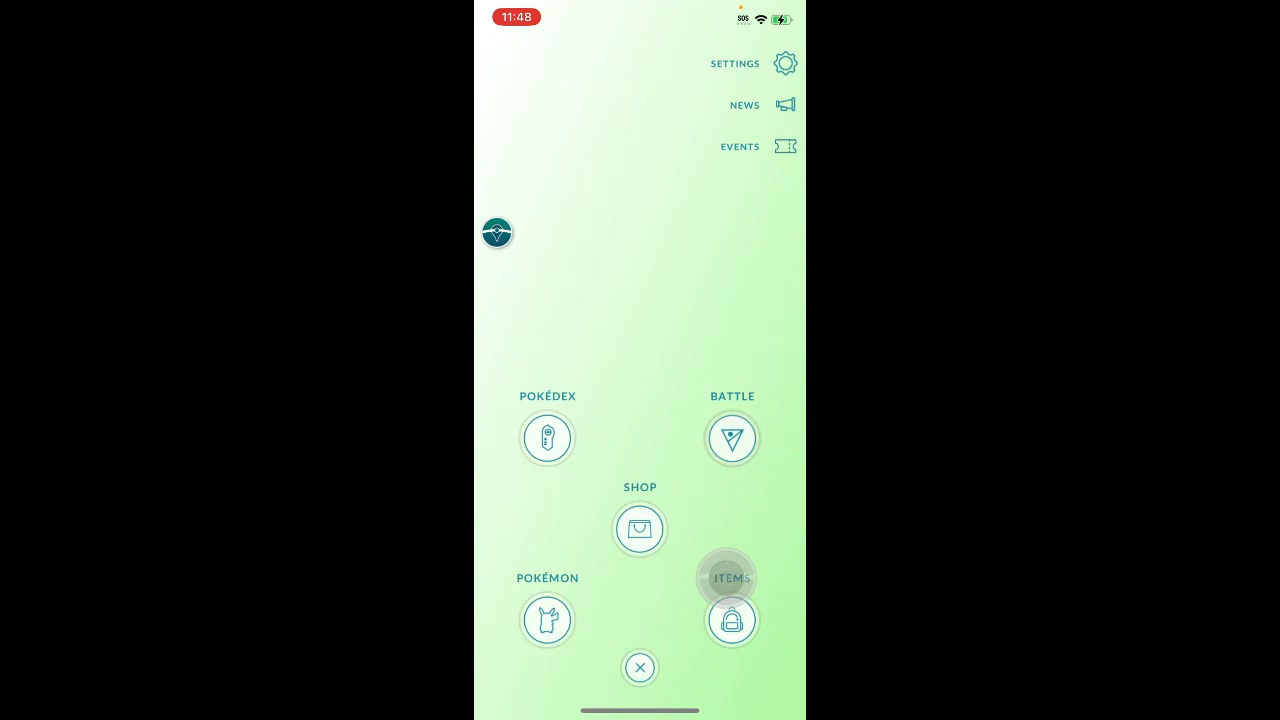 11:48
SOS
SETTINGS
NEWS
EVENTS
POKÉDEX
BATTLE
SHOP
POKÉMON
ITEMS